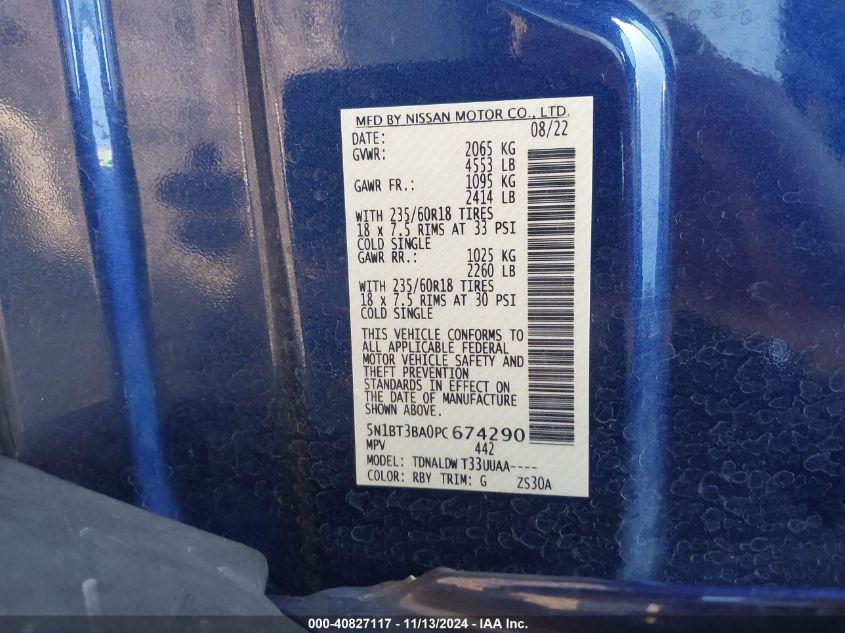 MFD BY NISSAN MOTOR CO., LTD.
DATE: 08/22
GVWR: 2065 KG
4553 LB
GAWR FR.: 1095 KG
2414 LB
WITH 235/60R18 TIRES
18 x 7.5 RIMS AT 33 PSI
COLD SINGLE
GAWR RR.: 1025 KG
2260 LB
WITH 235/60R18 TIRES
18 x 7.5 RIMS AT 30 PSI
COLD SINGLE
THIS VEHICLE CONFORMS TO
ALL APPLICABLE FEDERAL
MOTOR VEHICLE SAFETY AND
THEFT PREVENTION
STANDARDS IN EFFECT ON
THE DATE OF MANUFACTURE
SHOWN ABOVE.
5N1BT3BA0PC674290
MPV 442
MODEL: TDNALDW T33UUAA----
COLOR: RBY TRIM: G ZS30A
000-40827117 - 11/13/2024 - IAA Inc.